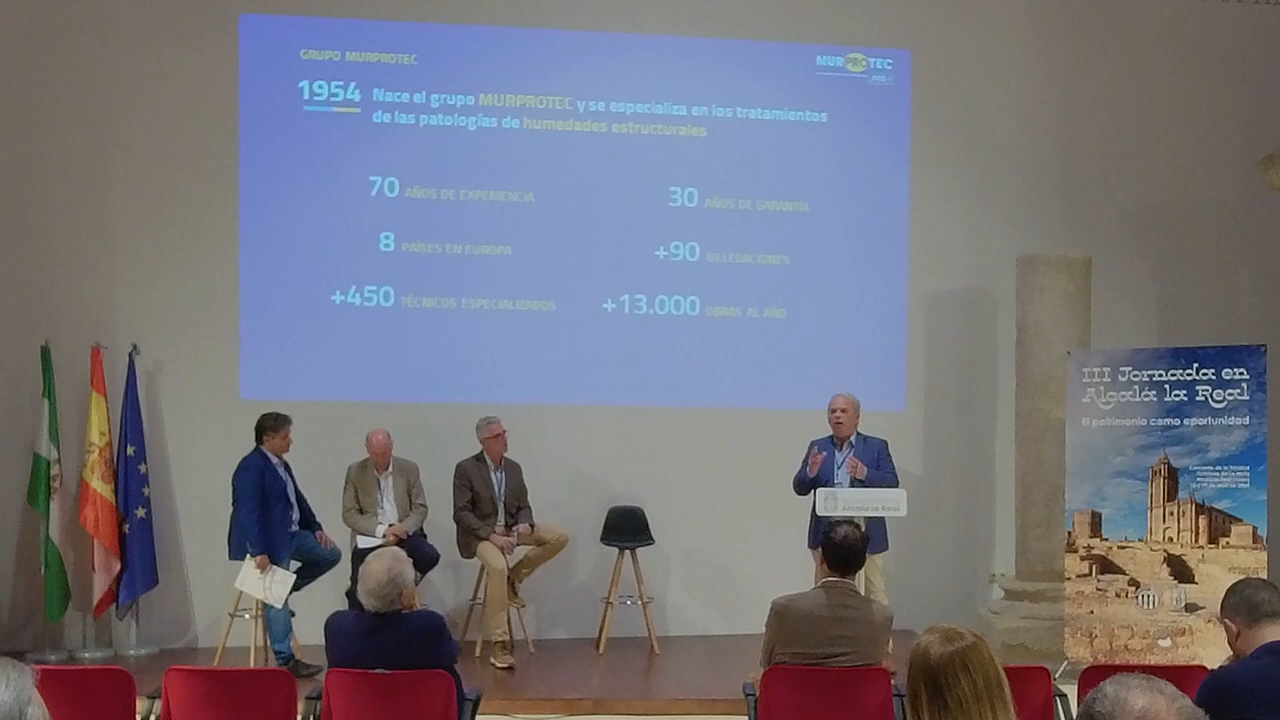 GRUPO MURPROTEC
MURPROTEC
PRO
1954
Nace el grupo MURPROTEC y se especializa en los tratamientos
de las patologías de humedades estructurales
70 AÑOS DE EXPERIENCIA
30 AÑOS DE GARANTÍA
8 PAÍSES EN EUROPA
+90 DELEGACIONES
+450 TÉCNICOS ESPECIALIZADOS
+13.000 OBRAS AL AÑO
Alcalá la Real
III Jornada en
Alcalá la Real
El patrimonio como oportunidad